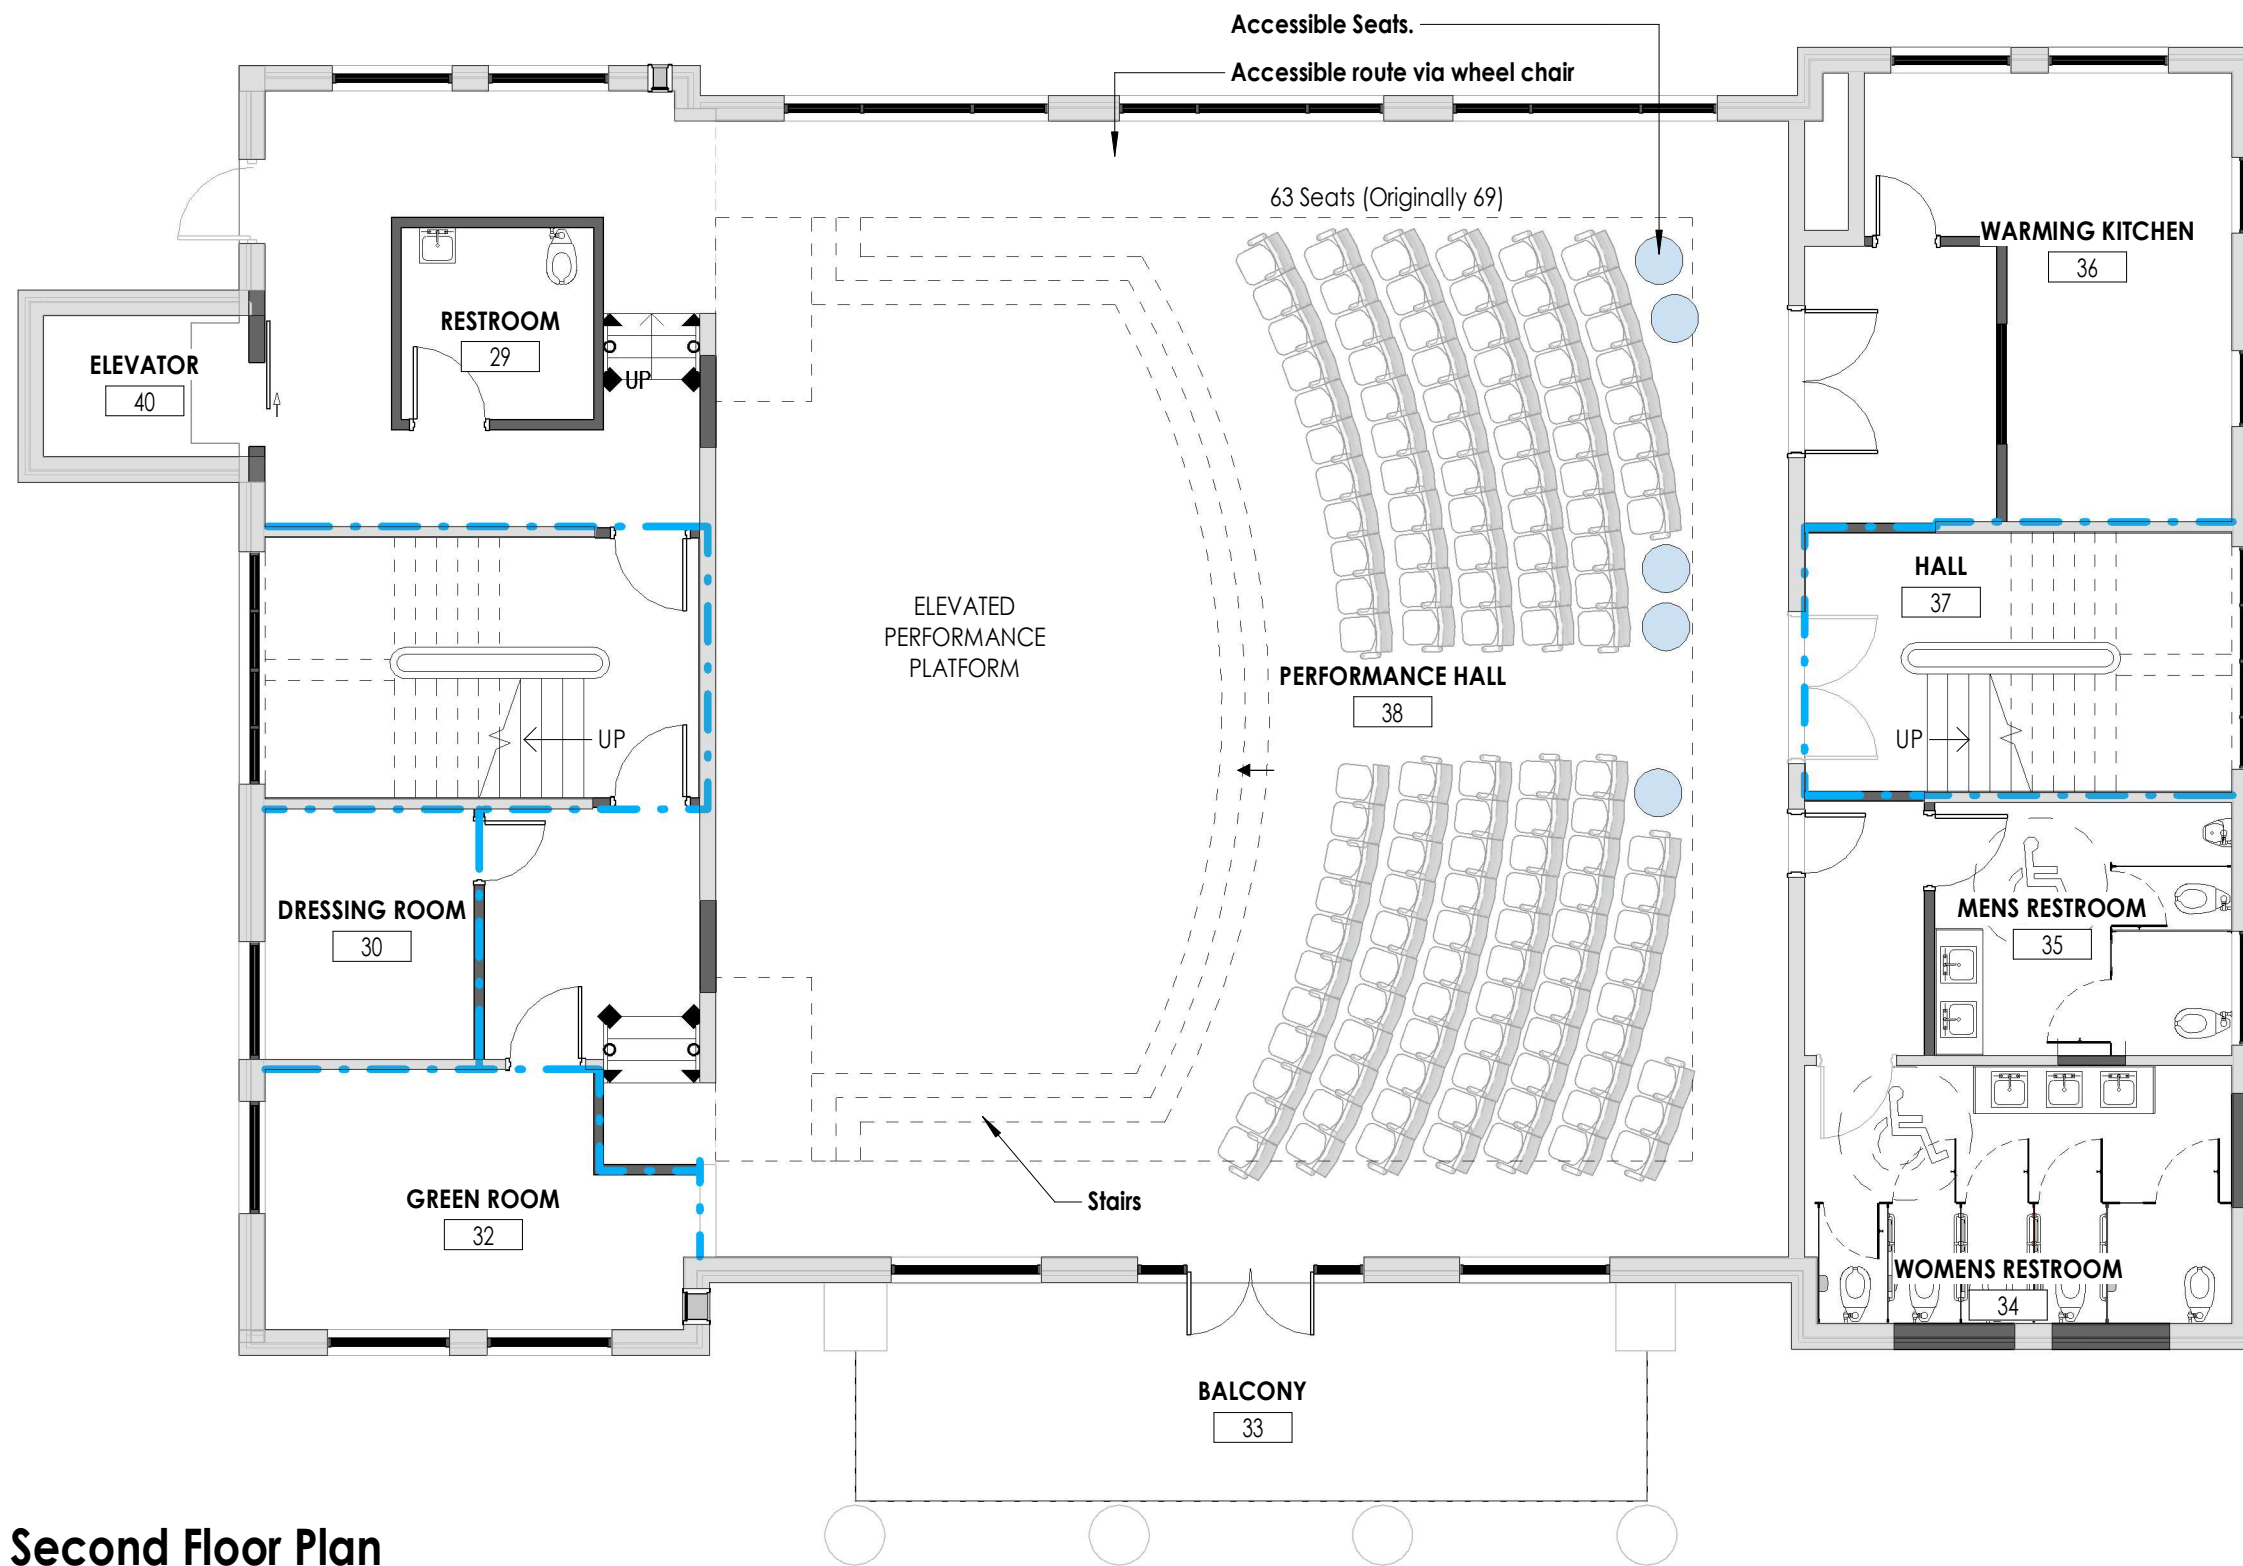 Accessible Seats.
Accessible route via wheel chair
63 Seats (Originally 69)
WARMING KITCHEN
36
RESTROOM
29
ELEVATOR
40
UP
HALL
37
ELEVATED
PERFORMANCE
PLATFORM
PERFORMANCE HALL
38
UP
UP
DRESSING ROOM
30
MENS RESTROOM
35
GREEN ROOM
32
Stairs
WOMENS RESTROOM
34
BALCONY
33
Second Floor Plan